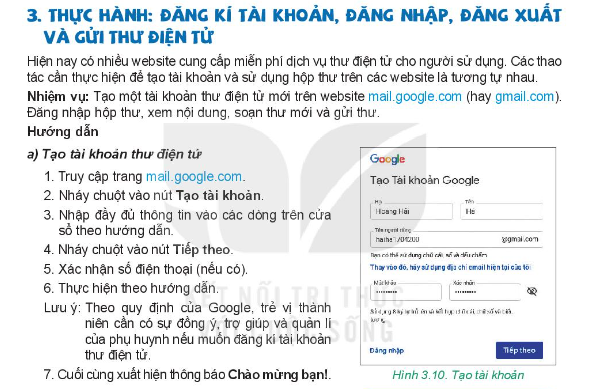 3. THỰC HÀNH: ĐĂNG KÍ TÀI KHOẢN, ĐĂNG NHẬP, ĐĂNG XUẤT
VÀ GỬI THƯ ĐIỆN TỬ
Hiện nay có nhiều website cung cấp miễn phí dịch vụ thư điện tử cho người sử dụng. Các thao
tác cần thực hiện để tạo tài khoản và sử dụng hộp thư trên các website là tương tự nhau.
Nhiệm vụ: Tạo một tài khoản thư điện tử mới trên website mail.google.com (hay gmail.com).
Đăng nhập hộp thư, xem nội dung, soạn thư mới và gửi thư.
Hướng dẫn
a) Tạo tài khoản thư điện tử
1. Truy cập trang mail.google.com.
2. Nháy chuột vào nút Tạo tài khoản.
3. Nhập đầy đủ thông tin vào các dòng trên cửa
sổ theo hướng dẫn.
4. Nháy chuột vào nút Tiếp theo.
5. Xác nhận số điện thoại (nếu có).
6. Thực hiện theo hướng dẫn.
Lưu ý: Theo quy định của Google, trẻ vị thành
niên cần có sự đồng ý, trợ giúp và quản lí
của phụ huynh nếu muốn đăng kí tài khoản
thư điện tử.
7. Cuối cùng xuất hiện thông báo Chào mừng bạn!.
Google
Tạo Tài khoản Google
Họ
Tên
Hoang Hải
He
Tên người dùng
@gmail.com
Bạn có thể sử dụng chữ cái, số và dấu chấm
Thay vào đó, hãy sử dụng địa chỉ email hiện tại của tôi
Mật khẩu
Xác nhận
Đăng nhập
Tiếp theo
Hình 3.10. Tạo tài khoản
KẾT NỐI TRI THỨC
SỐNG